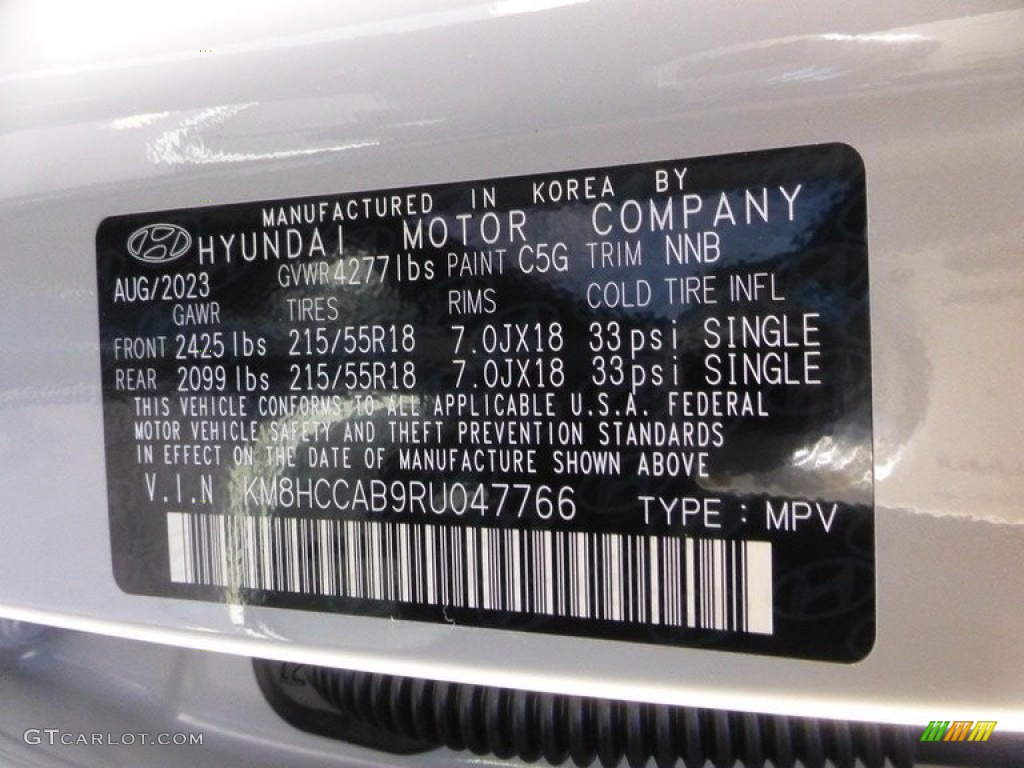 MANUFACTURED IN KOREA BY
HYUNDAI MOTOR COMPANY
AUG/2023 GVWR 4277lbs PAINT C5G TRIM NNB
GAWR TIRES RIMS COLD TIRE INFL
FRONT 2425 lbs 215/55R18 7.0JX18 33psi SINGLE
REAR 2099 lbs 215/55R18 7.0JX18 33psi SINGLE
THIS VEHICLE CONFORMS TO ALL APPLICABLE U.S.A. FEDERAL
MOTOR VEHICLE SAFETY AND THEFT PREVENTION STANDARDS
IN EFFECT ON THE DATE OF MANUFACTURE SHOWN ABOVE
V.I.N KM8HCCAB9RU047766 TYPE : MPV
GTCARLOT.COM